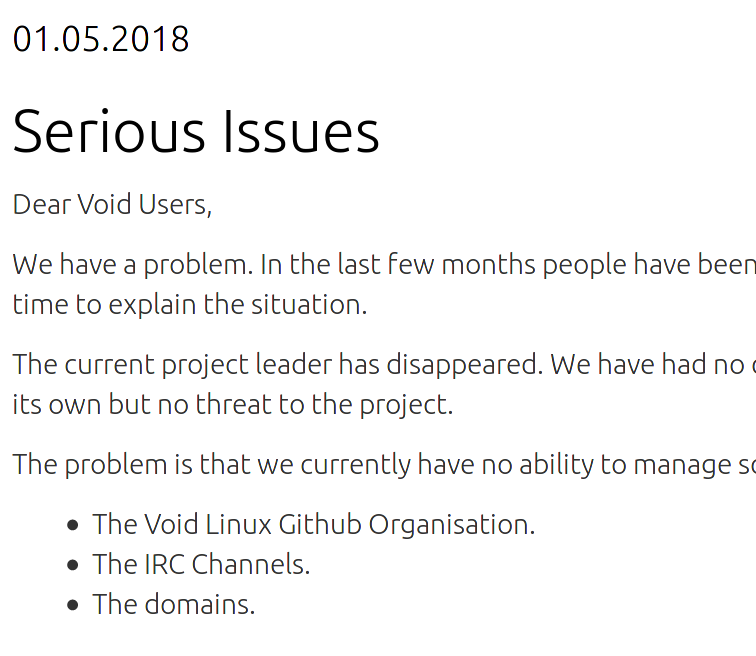 01.05.2018
Serious Issues
Dear Void Users,
We have a problem. In the last few months people have been
time to explain the situation.
The current project leader has disappeared. We have had no
its own but no threat to the project.
The problem is that we currently have no ability to manage
• The Void Linux Github Organisation.
• The IRC Channels.
• The domains.